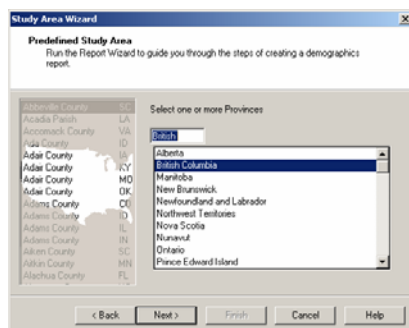 Study Area Wizard
Predefined Study Area
Run the Report Wizard to guide you through the steps of creating a demographics
report.
Abbeville County SC
Acadia Parish LA
Accomack County VA
Ada County ID
Adair County IA
Adair County KY
Adair County MO
Adair County OK
Adams County CO
Adams County ID
Adams County IL
Adams County IN
Aiken County SC
Aitkin County MN
Alachua County FL
Select one or more Provinces
British
Alberta
British Columbia
Manitoba
New Brunswick
Newfoundland and Labrador
Northwest Territories
Nova Scotia
Nunavut
Ontario
Prince Edward Island
< Back
Next >
Finish
Cancel
Help